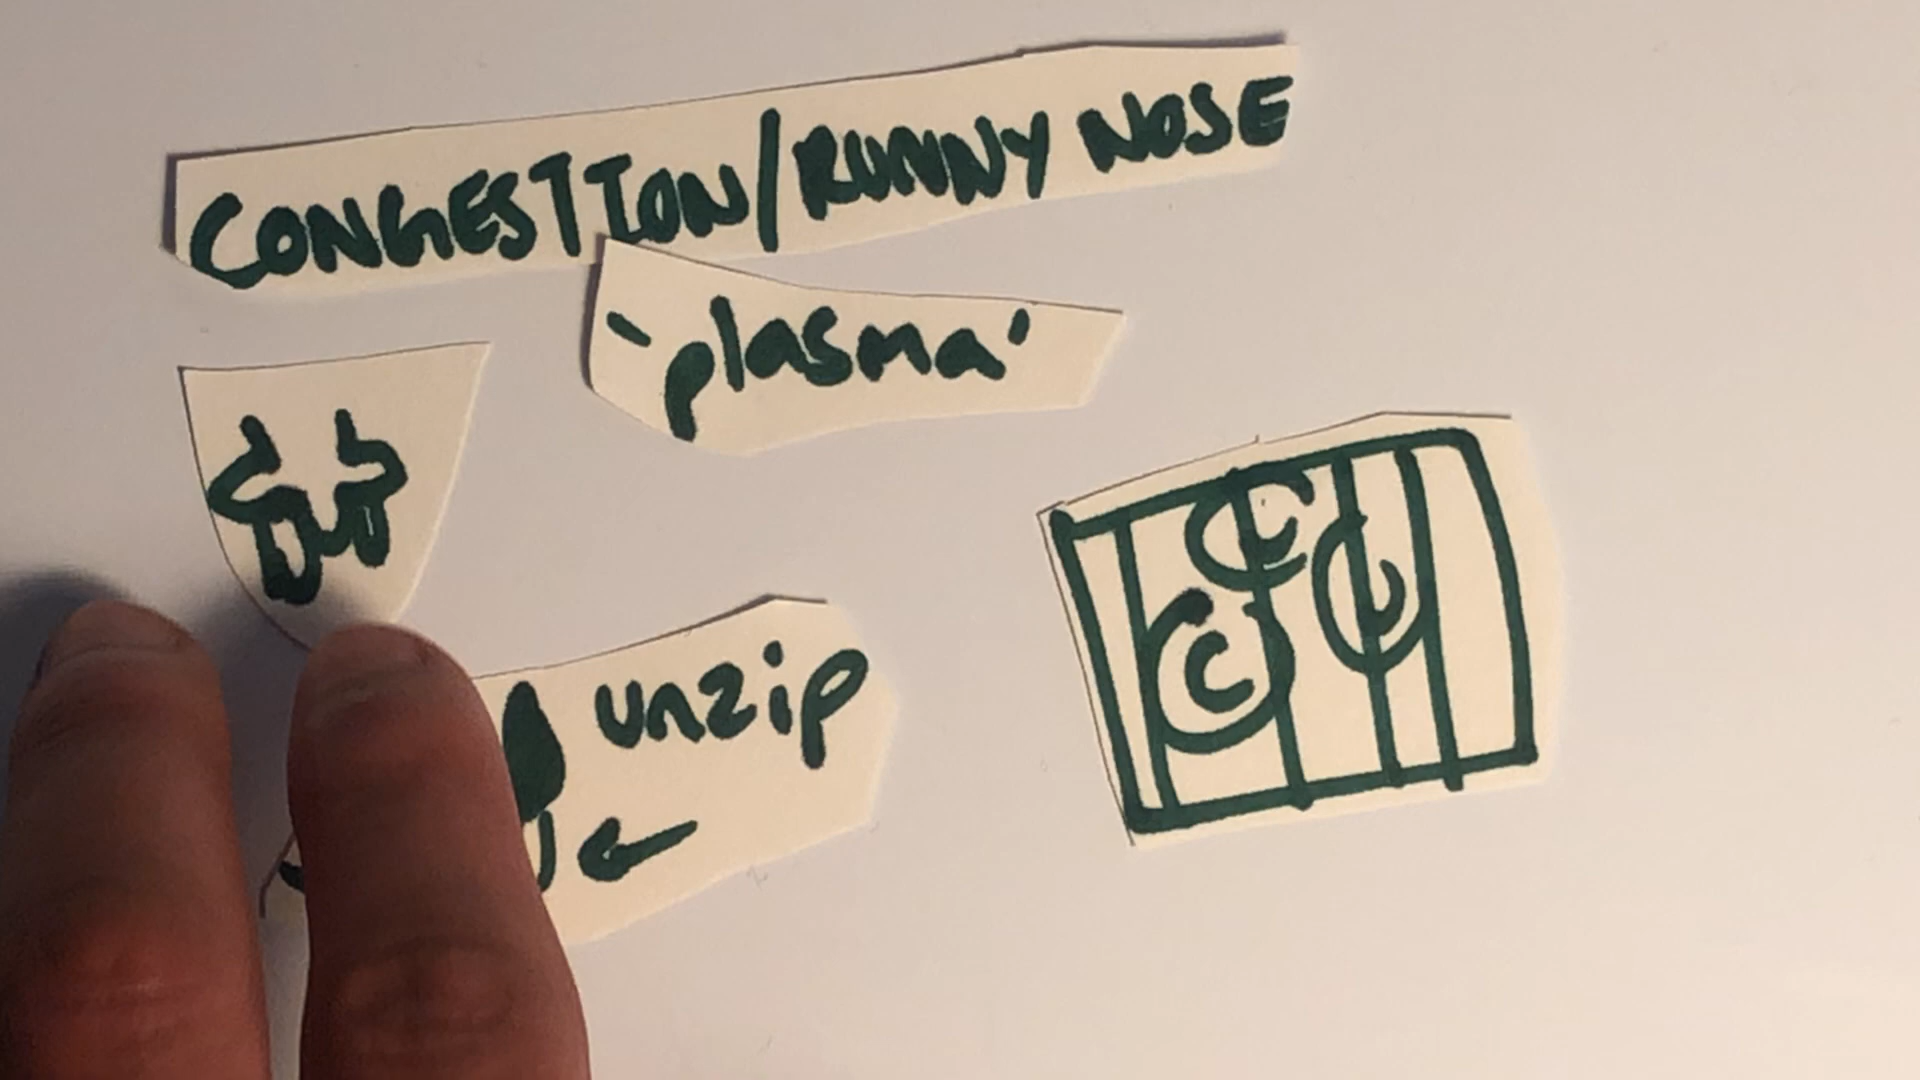 CONGESTION/RUNNY NOSE
'plasma'
unzip
C
C
C